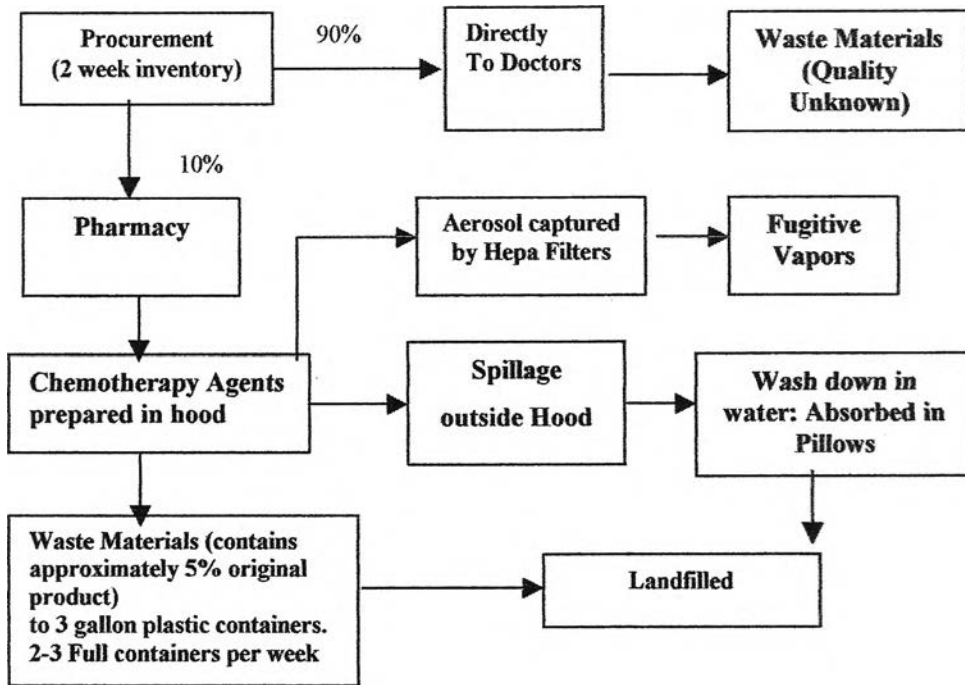 Procurement
(2 week inventory)
90%
Directly
To Doctors
Waste Materials
(Quality
Unknown)
10%
Pharmacy
Aerosol captured
by Hepa Filters
Fugitive
Vapors
Chemotherapy Agents
prepared in hood
Spillage
outside Hood
Wash down in
water: Absorbed in
Pillows
Waste Materials (contains
approximately 5% original
product)
to 3 gallon plastic containers.
2-3 Full containers per week
Landfilled